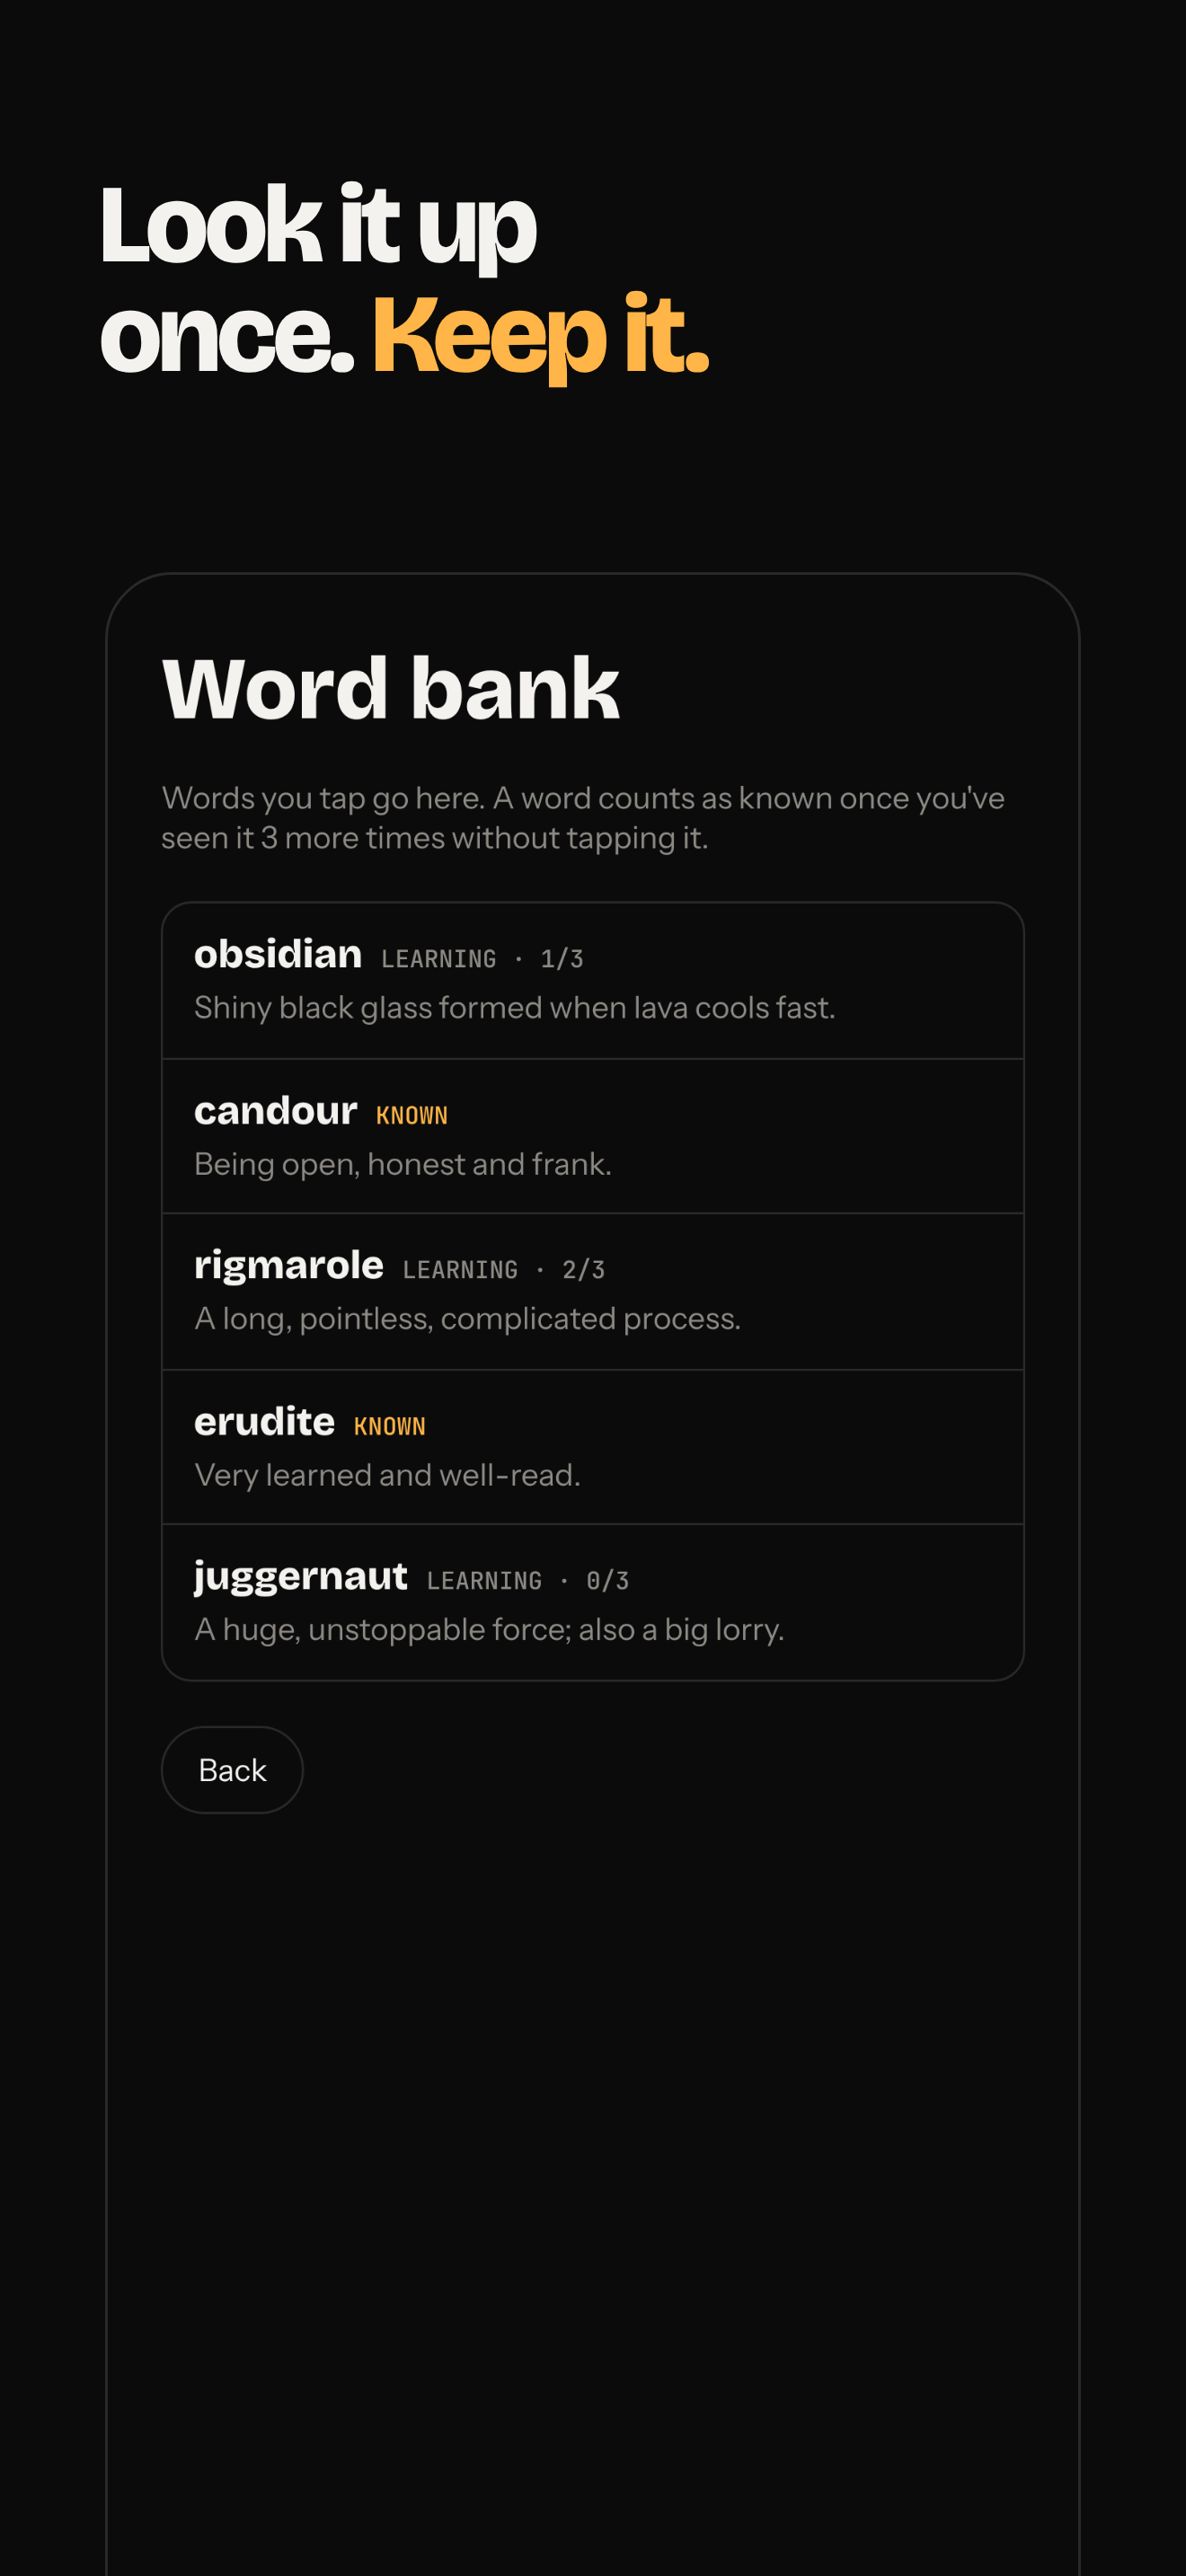 Look it up
once. Keep it.
Word bank
Words you tap go here. A word counts as known once you've
seen it 3 more times without tapping it.
obsidian LEARNING · 1/3
Shiny black glass formed when lava cools fast.
candour KNOWN
Being open, honest and frank.
rigmarole LEARNING · 2/3
A long, pointless, complicated process.
erudite KNOWN
Very learned and well-read.
juggernaut LEARNING · 0/3
A huge, unstoppable force; also a big lorry.
Back